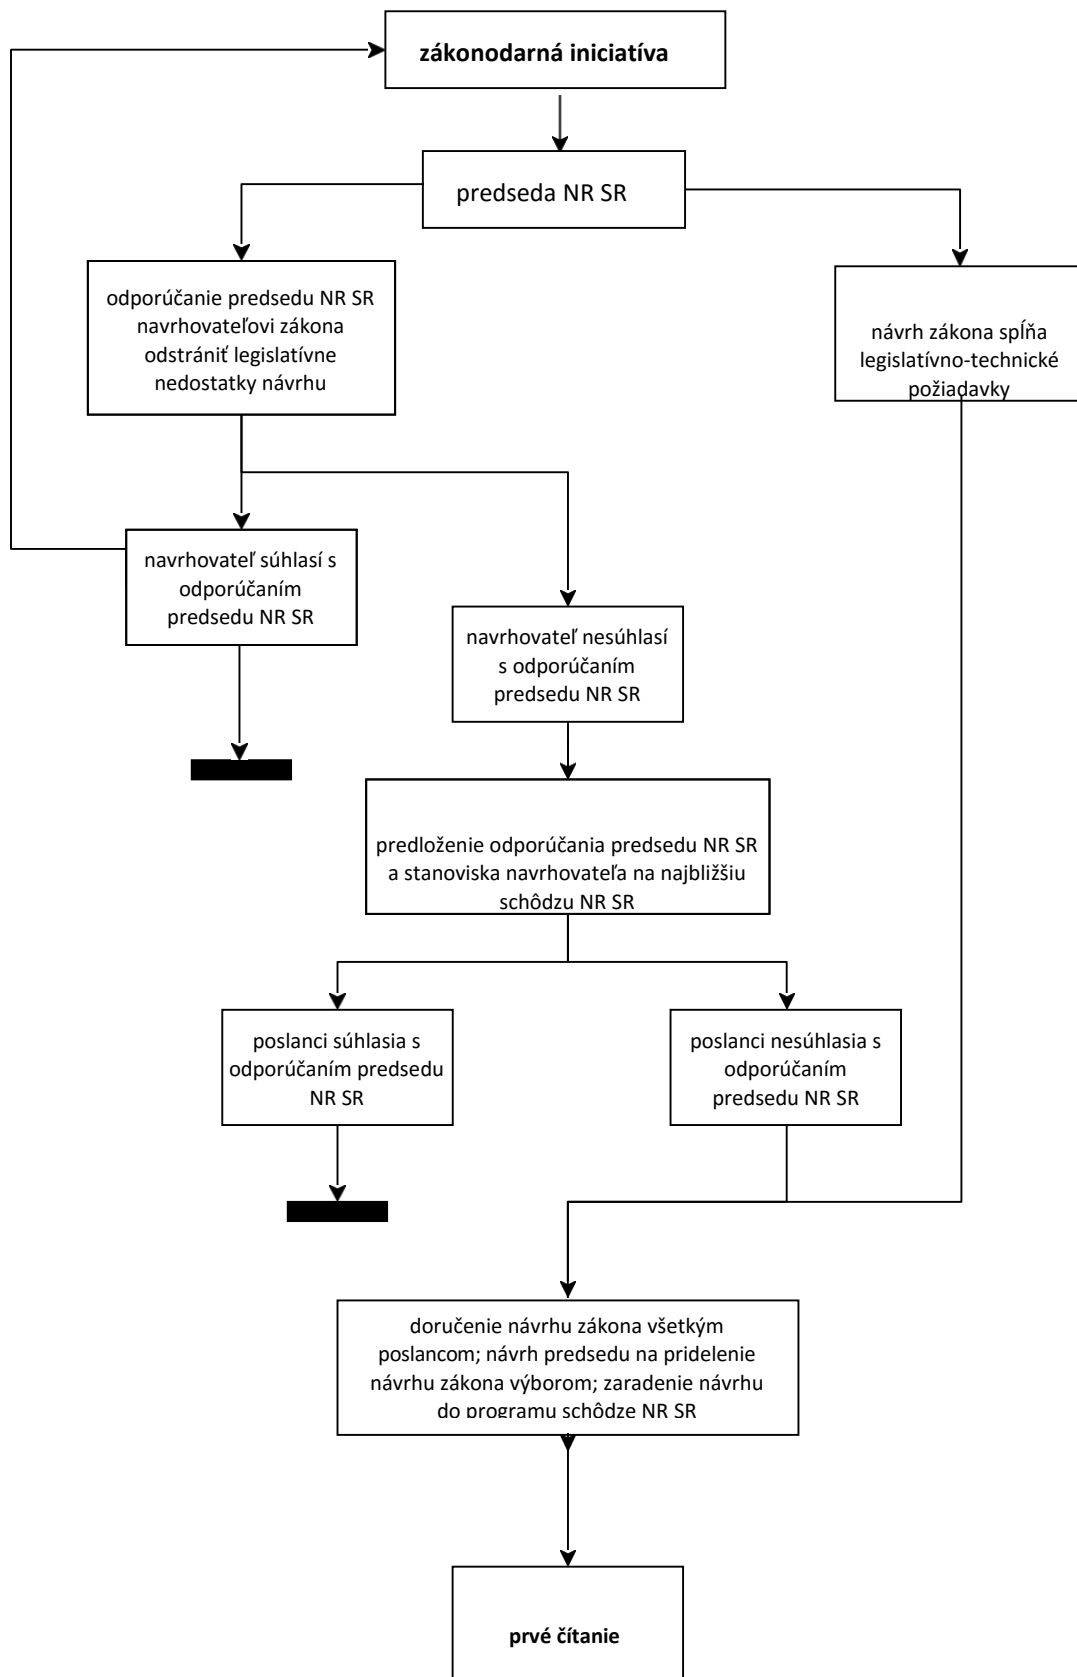 zákonodarná iniciatíva
predseda NR SR
odporúčanie predsedu NR SR
navrhovateľovi zákona
odstrániť legislatívne
nedostatky návrhu
návrh zákona spĺňa
legislatívno-technické
požiadavky
navrhovateľ súhlasí s
odporúčaním
predsedu NR SR
navrhovateľ nesúhlasí
s odporúčaním
predsedu NR SR
predloženie odporúčania predsedu NR SR
a stanoviska navrhovateľa na najbližšiu
schôdzu NR SR
poslanci súhlasia s
odporúčaním predsedu
NR SR
poslanci nesúhlasia s
odporúčaním
predsedu NR SR
doručenie návrhu zákona všetkým
poslancom; návrh predsedu na pridelenie
návrhu zákona výborom; zaradenie návrhu
do programu schôdze NR SR
prvé čítanie